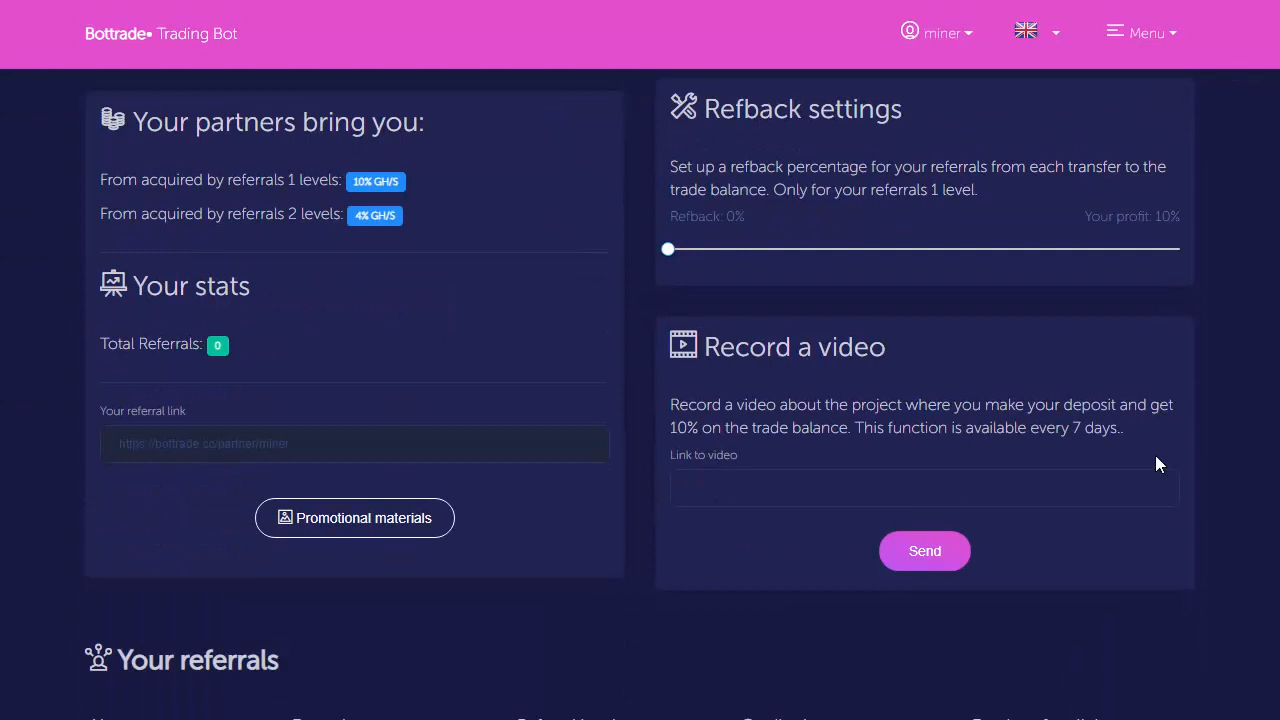 Bottrade• Trading Bot
miner
Menu
Your partners bring you:
From acquired by referrals 1 levels: 10% GH/S
From acquired by referrals 2 levels: 4% GH/S
Your stats
Total Referrals: 0
Your referral link
https://bottrade.cc/partner/miner
Promotional materials
Refback settings
Set up a refback percentage for your referrals from each transfer to the
trade balance. Only for your referrals 1 level.
Refback: 0%
Your profit: 10%
Record a video
Record a video about the project where you make your deposit and get
10% on the trade balance. This function is available every 7 days..
Link to video
Send
Your referrals